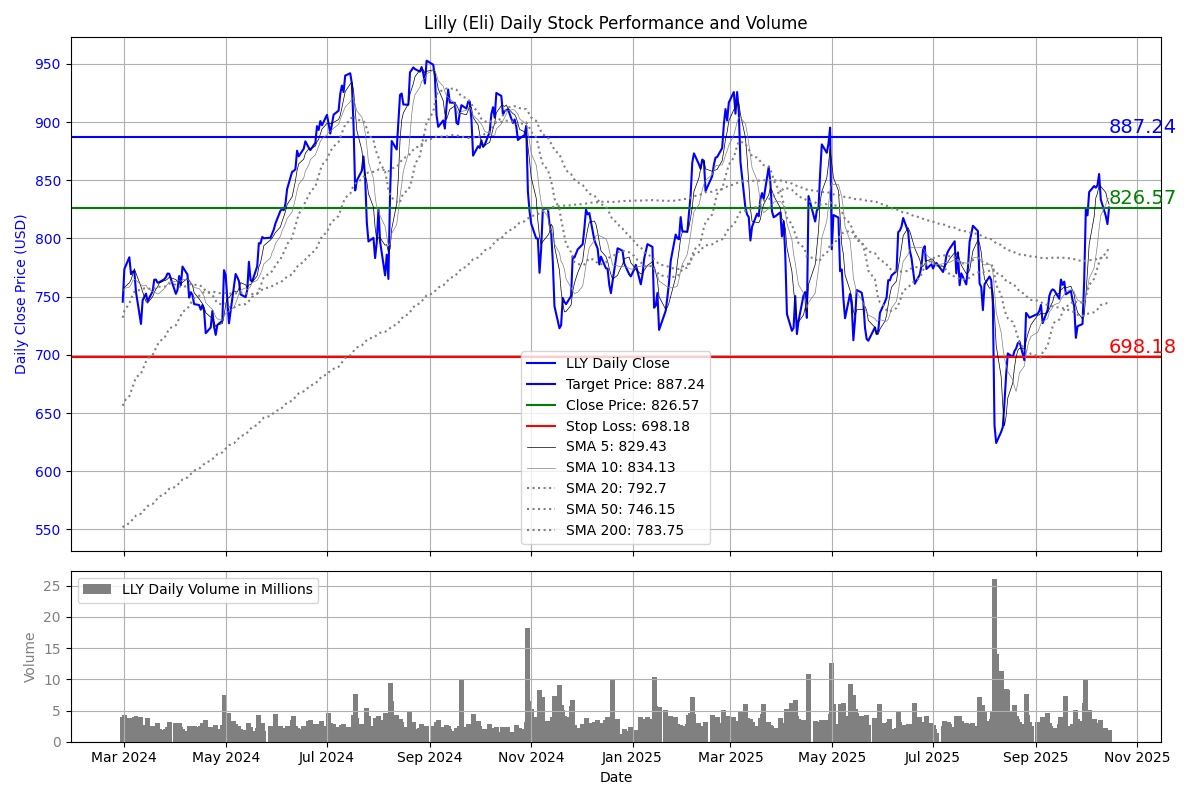 Lilly (Eli) Daily Stock Performance and Volume
Daily Close Price (USD)
950
900
850
800
750
700
650
600
550
887.24
826.57
698.18
LLY Daily Close
Target Price: 887.24
Close Price: 826.57
Stop Loss: 698.18
SMA 5: 829.43
SMA 10: 834.13
SMA 20: 792.7
SMA 50: 746.15
SMA 200: 783.75
Volume
25
20
15
10
5
0
LLY Daily Volume in Millions
Mar 2024 May 2024 Jul 2024 Sep 2024 Nov 2024 Jan 2025 Mar 2025 May 2025 Jul 2025 Sep 2025 Nov 2025
Date